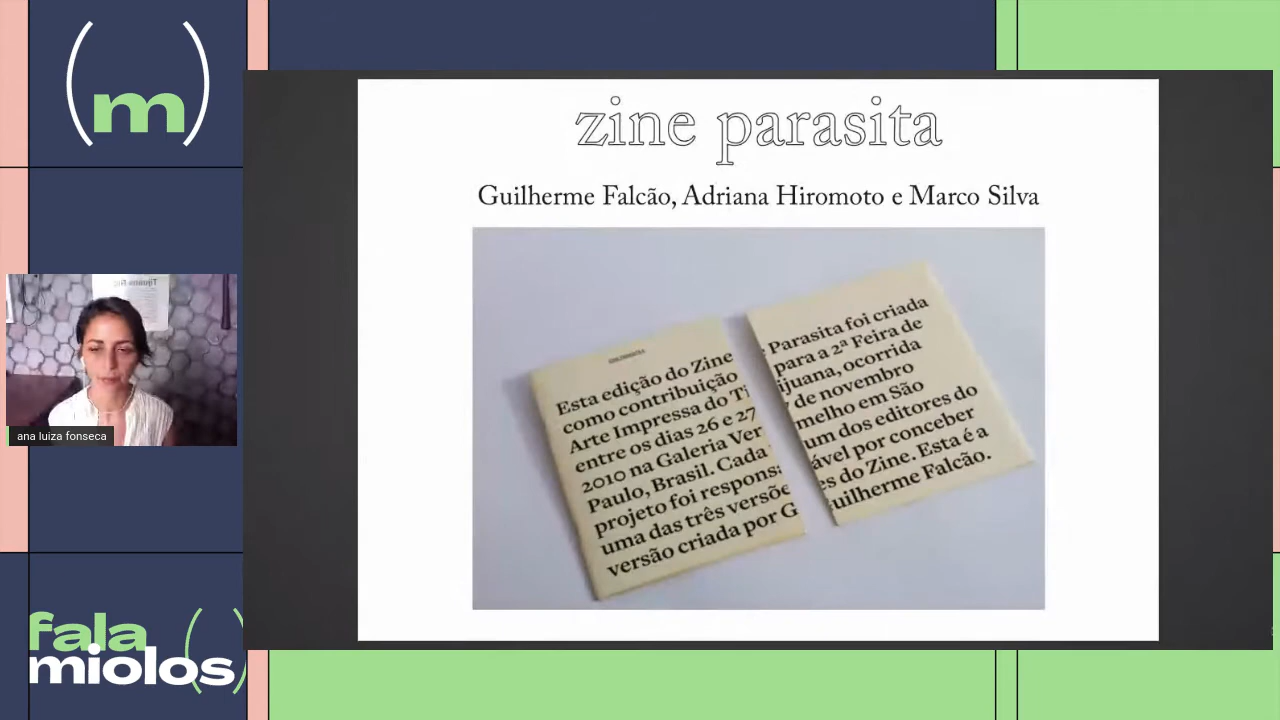 (m)
zine parasita
Guilherme Falcão, Adriana Hiromoto e Marco Silva
Esta edição do Zine
como contribuição
Arte Impressa do Ti
entre os dias 26 e 27
2010 na Galeria Ver
Paulo, Brasil. Cada
projeto foi responsá
uma das três versõe
versão criada por G
Parasita foi criada
para a 2ª Feira de
ijuana, ocorrida
de novembro
melho em São
um dos editores do
ável por conceber
es do Zine. Esta é a
uilherme Falcão.
ana luiza fonseca
fala
miolos()